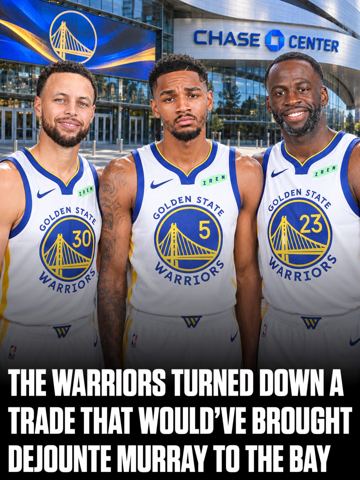 CHASE CENTER
GOLDEN STATE
30
WARRIORS
GOLDEN STATE
5
WARRIORS
GOLDEN STATE
23
WARRIORS
THE WARRIORS TURNED DOWN A
TRADE THAT WOULD'VE BROUGHT
DEJOUNTE MURRAY TO THE BAY